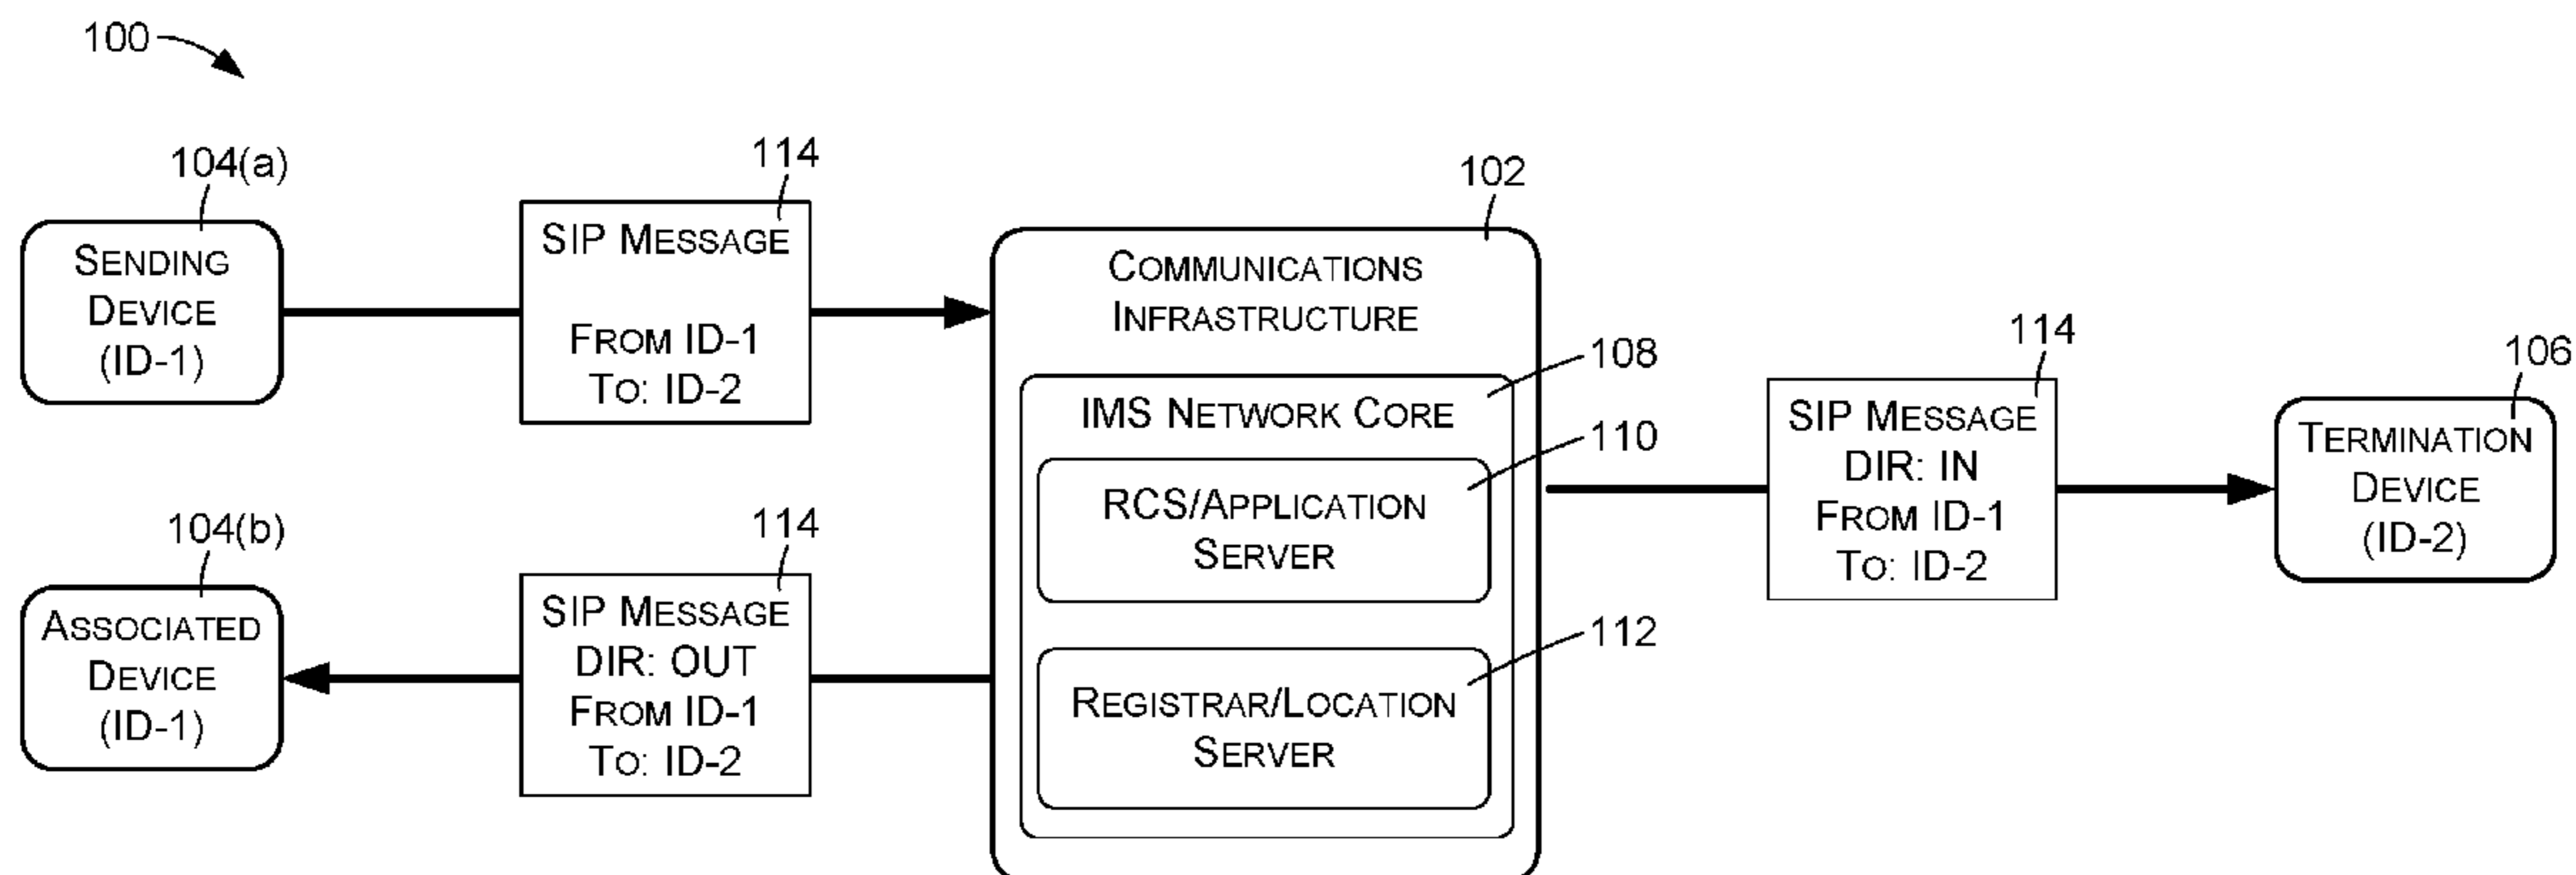 100
104(a)
SENDING
DEVICE
(ID-1)
114
SIP MESSAGE
FROM ID-1
TO: ID-2
104(b)
ASSOCIATED
DEVICE
(ID-1)
114
SIP MESSAGE
DIR: OUT
FROM ID-1
TO: ID-2
102
COMMUNICATIONS
INFRASTRUCTURE
108
IMS NETWORK CORE
110
RCS/APPLICATION
SERVER
112
REGISTRAR/LOCATION
SERVER
114
SIP MESSAGE
DIR: IN
FROM ID-1
TO: ID-2
106
TERMINATION
DEVICE
(ID-2)